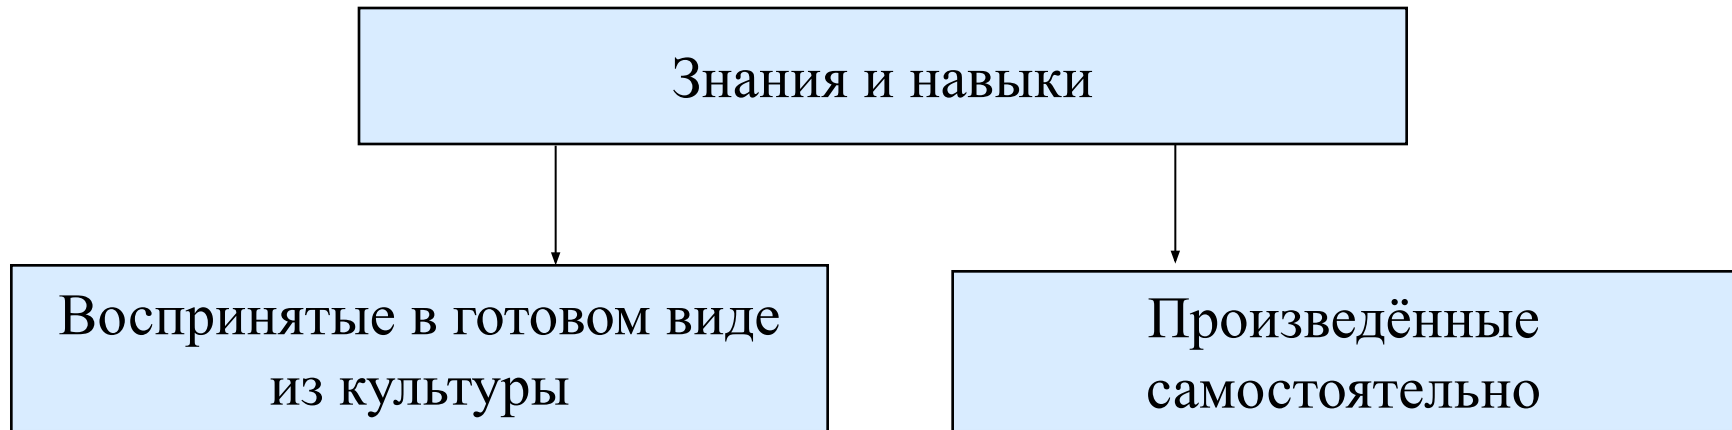 Знания и навыки
Воспринятые в готовом виде
из культуры
Произведённые
самостоятельно